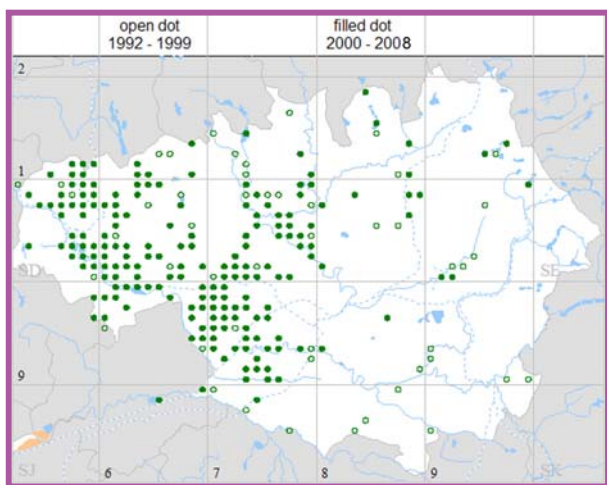 open dot filled dot
1992 - 1999 2000 - 2008
2
1
SD SE
9
SJ 6 7 8 9 SK